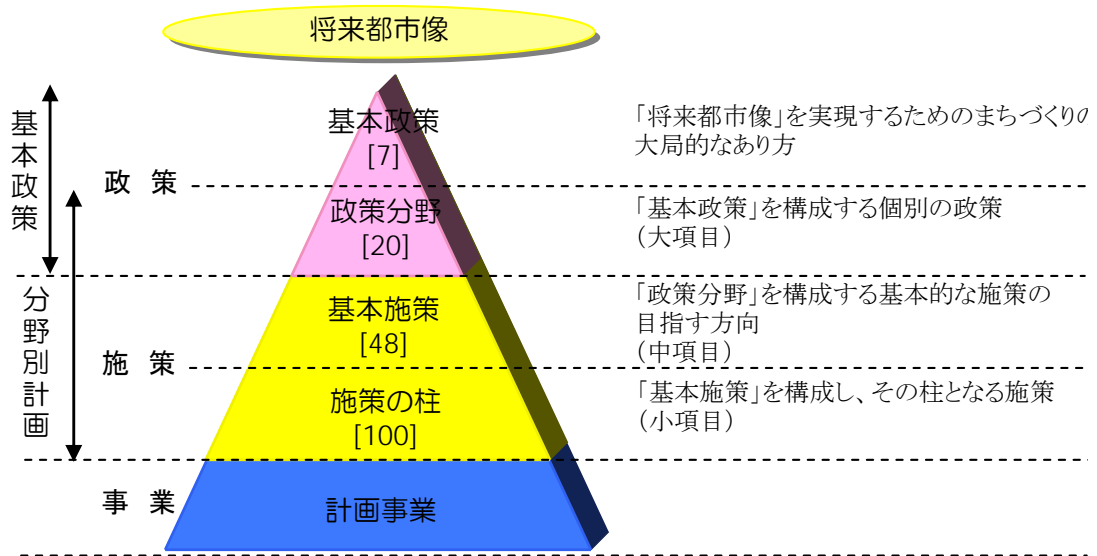 将来都市像
基本政策
基本政策
[7]
「将来都市像」を実現するためのまちづくりの
大局的なあり方
政 策
政策分野
[20]
「基本政策」を構成する個別の政策
（大項目）
分野別計画
基本施策
[48]
「政策分野」を構成する基本的な施策の
目指す方向
（中項目）
施 策
施策の柱
[100]
「基本施策」を構成し、その柱となる施策
（小項目）
事 業
計画事業